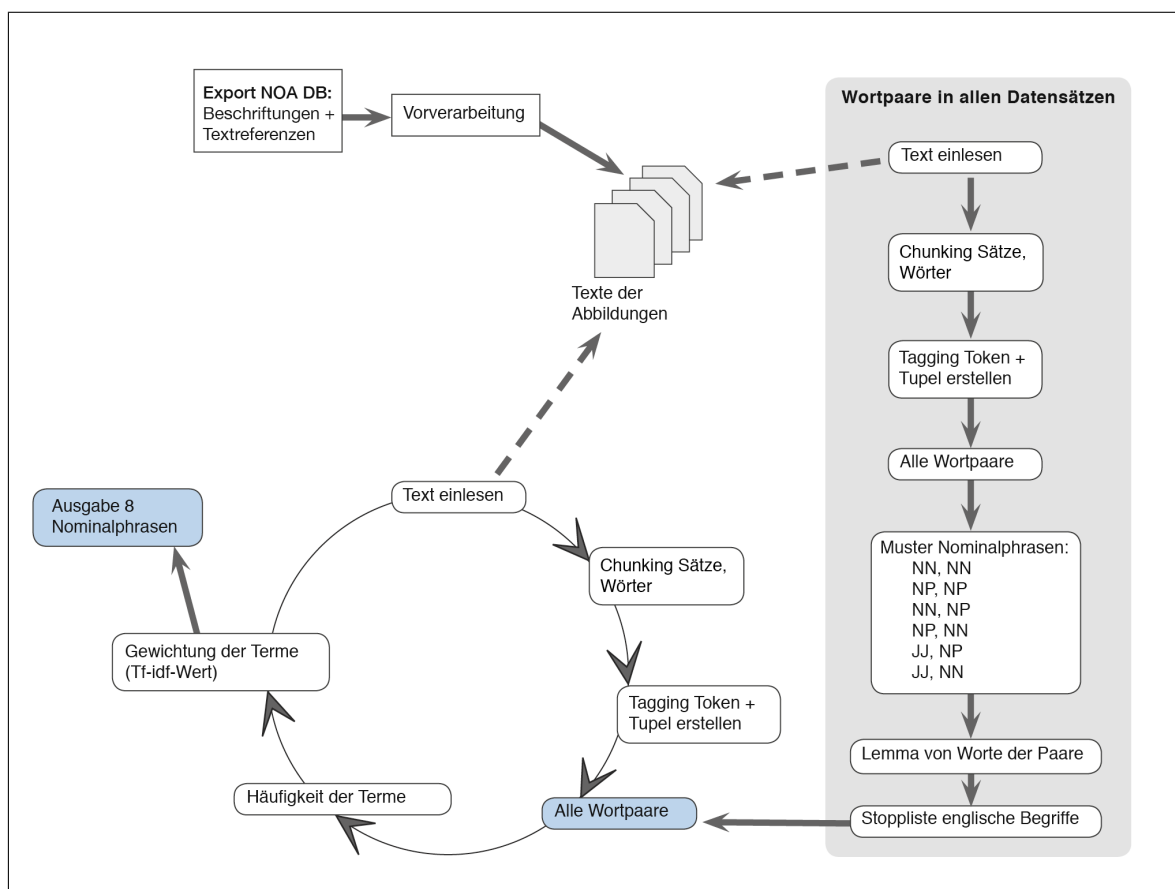 Export NOA DB:
Beschriftungen +
Textreferenzen
Vorverarbeitung
Texte der
Abbildungen
Wortpaare in allen Datensätzen
Text einlesen
Chunking Sätze,
Wörter
Tagging Token +
Tupel erstellen
Alle Wortpaare
Muster Nominalphrasen:
NN, NN
NP, NP
NN, NP
NP, NN
JJ, NP
JJ, NN
Lemma von Worte der Paare
Stoppliste englische Begriffe
Text einlesen
Chunking Sätze,
Wörter
Tagging Token +
Tupel erstellen
Alle Wortpaare
Häufigkeit der Terme
Gewichtung der Terme
(Tf-idf-Wert)
Ausgabe 8
Nominalphrasen